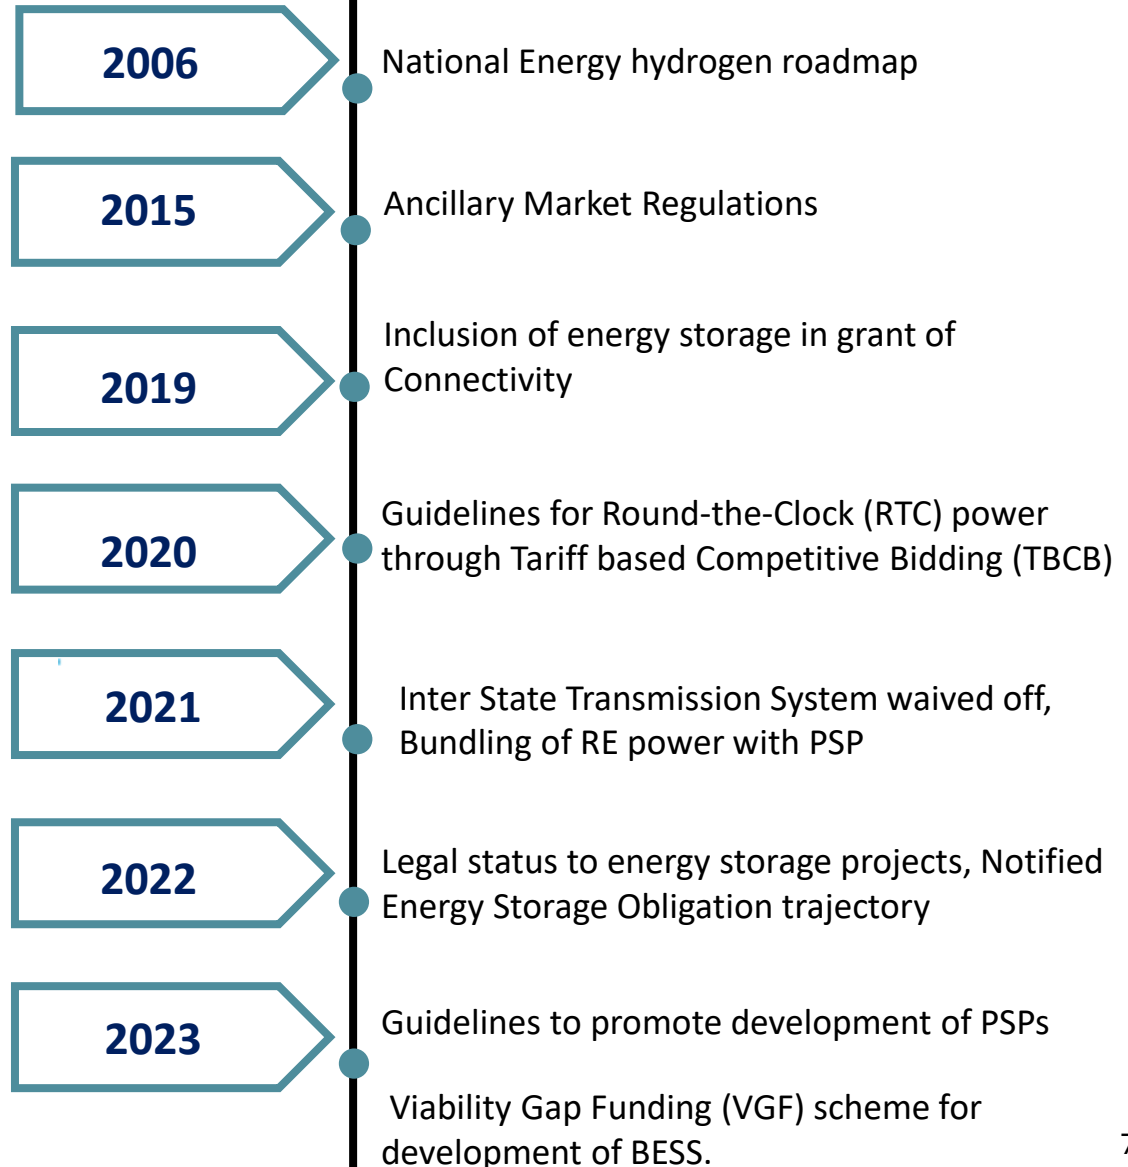 2006
National Energy hydrogen roadmap
2015
Ancillary Market Regulations
2019
Inclusion of energy storage in grant of
Connectivity
2020
Guidelines for Round-the-Clock (RTC) power
through Tariff based Competitive Bidding (TBCB)
2021
Inter State Transmission System waived off,
Bundling of RE power with PSP
2022
Legal status to energy storage projects, Notified
Energy Storage Obligation trajectory
2023
Guidelines to promote development of PSPs
Viability Gap Funding (VGF) scheme for
development of BESS.
7